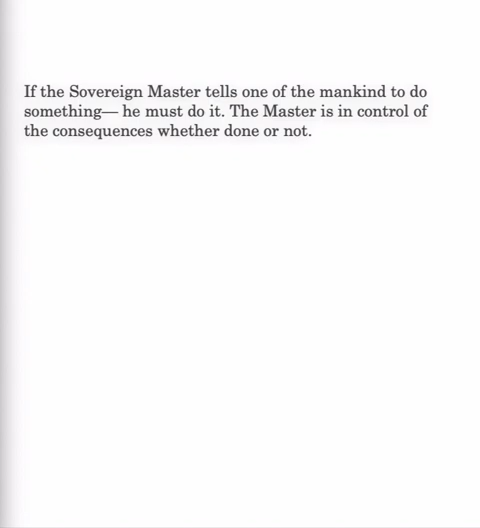 If the Sovereign Master tells one of the mankind to do
something— he must do it. The Master is in control of
the consequences whether done or not.